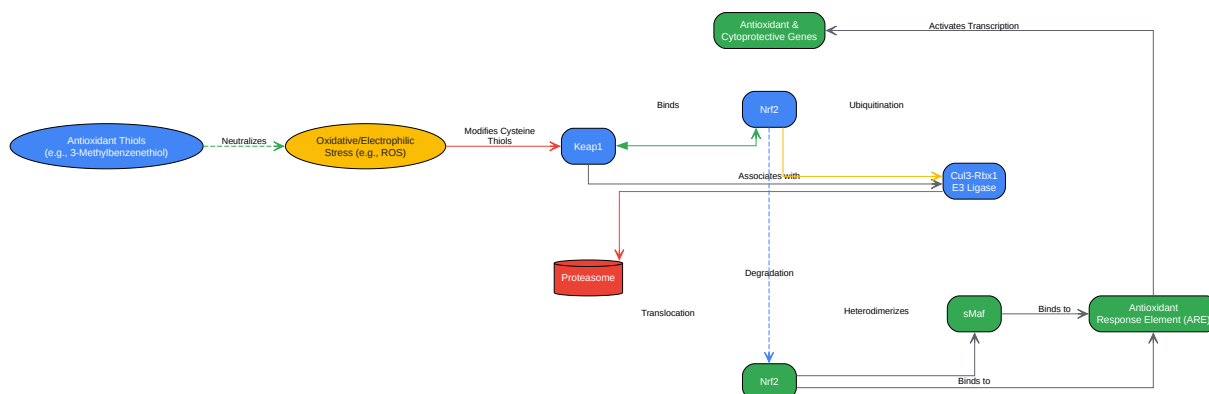 Antioxidant &
Cytoprotective Genes
Activates Transcription
Binds
Nrf2
Ubiquitination
Antioxidant Thiols
(e.g., 3-Methylbenzenethiol)
Neutralizes
Oxidative/Electrophilic
Stress (e.g., ROS)
Modifies Cysteine
Thiols
Keap1
Associates with
Cul3-Rbx1
E3 Ligase
Proteasome
Degradation
Translocation
Heterodimerizes
sMaf
Binds to
Antioxidant
Response Element (ARE)
Nrf2
Binds to